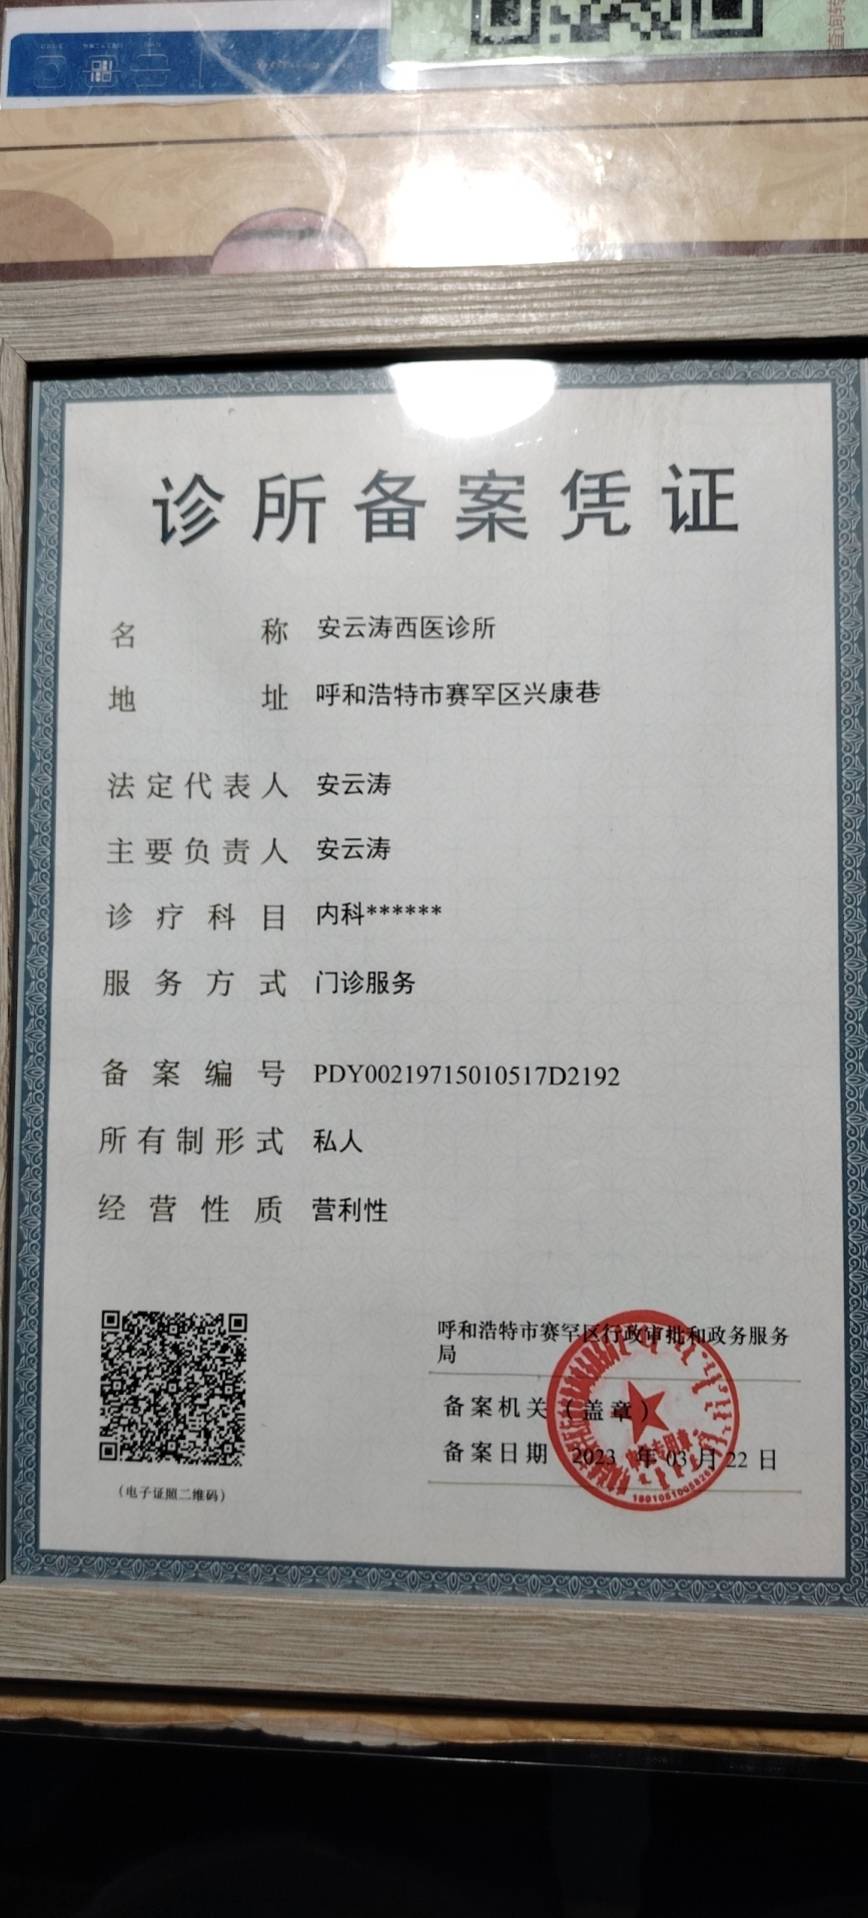 诊所备案凭证
名称 安云涛西医诊所
地址 呼和浩特市赛罕区兴康巷
法定代表人 安云涛
主要负责人 安云涛
诊疗科目 内科******
服务方式 门诊服务
备案编号 PDY00219715010517D2192
所有制形式 私人
经营性质 营利性
呼和浩特市赛罕区行政审批和政务服务
局
备案机关（盖章）
备案日期 2023 年 03 月 22 日
（电子证照二维码）